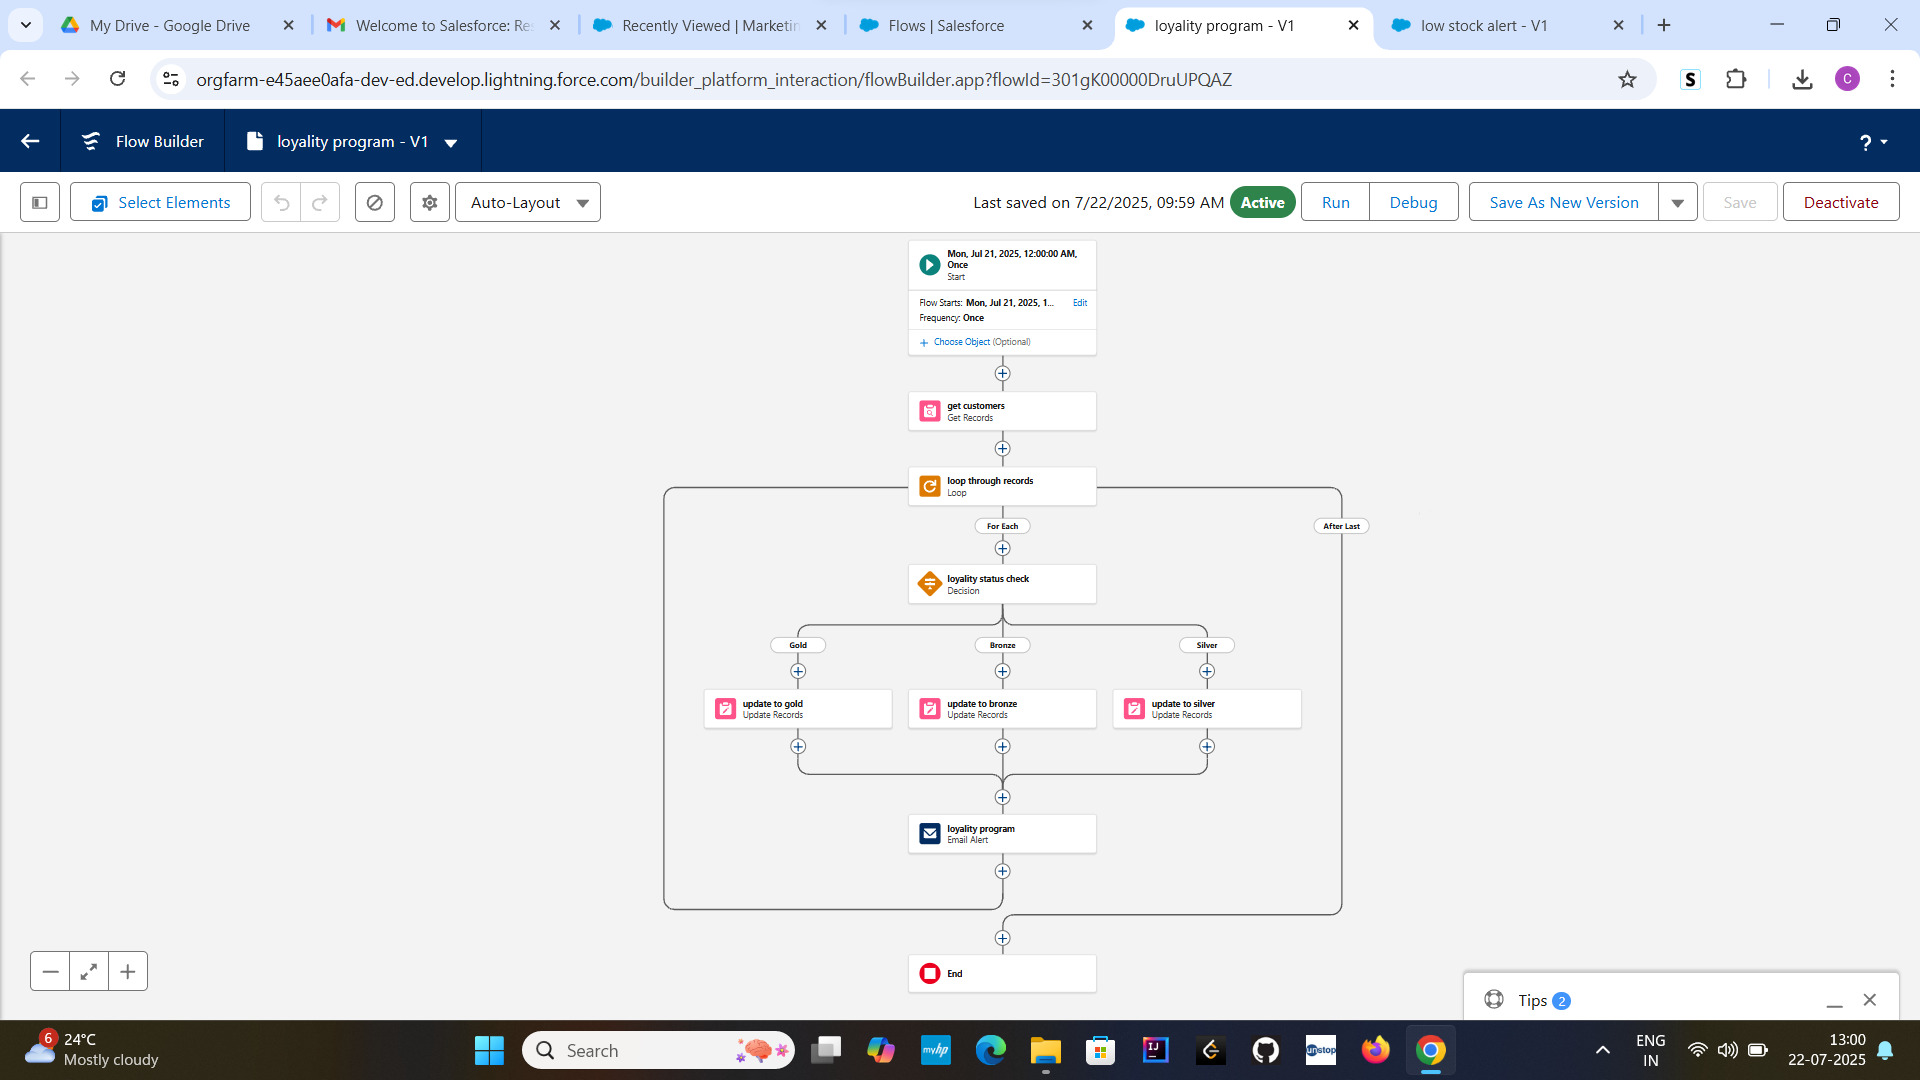 My Drive - Google Drive
Welcome to Salesforce: Re
Recently Viewed | Marketin
Flows | Salesforce
loyality program - V1
low stock alert - V1
orgfarm-e45aee0afa-dev-ed.develop.lightning.force.com/builder_platform_interaction/flowBuilder.app?flowId=301gK00000DruUPQAZ
S
C
Flow Builder
loyality program - V1
?
Select Elements
Auto-Layout
Last saved on 7/22/2025, 09:59 AM
Active
Run
Debug
Save As New Version
Save
Deactivate
Mon, Jul 21, 2025, 12:00:00 AM,
Once
Start
Flow Starts: Mon, Jul 21, 2025, 1...
Edit
Frequency: Once
Choose Object (Optional)
get customers
Get Records
loop through records
Loop
For Each
After Last
loyality status check
Decision
Gold
Bronze
Silver
update to gold
Update Records
update to bronze
Update Records
update to silver
Update Records
loyality program
Email Alert
End
Tips 2
6
24°C
Mostly cloudy
Search
myhp
IJ
unstop
ENG
IN
13:00
22-07-2025